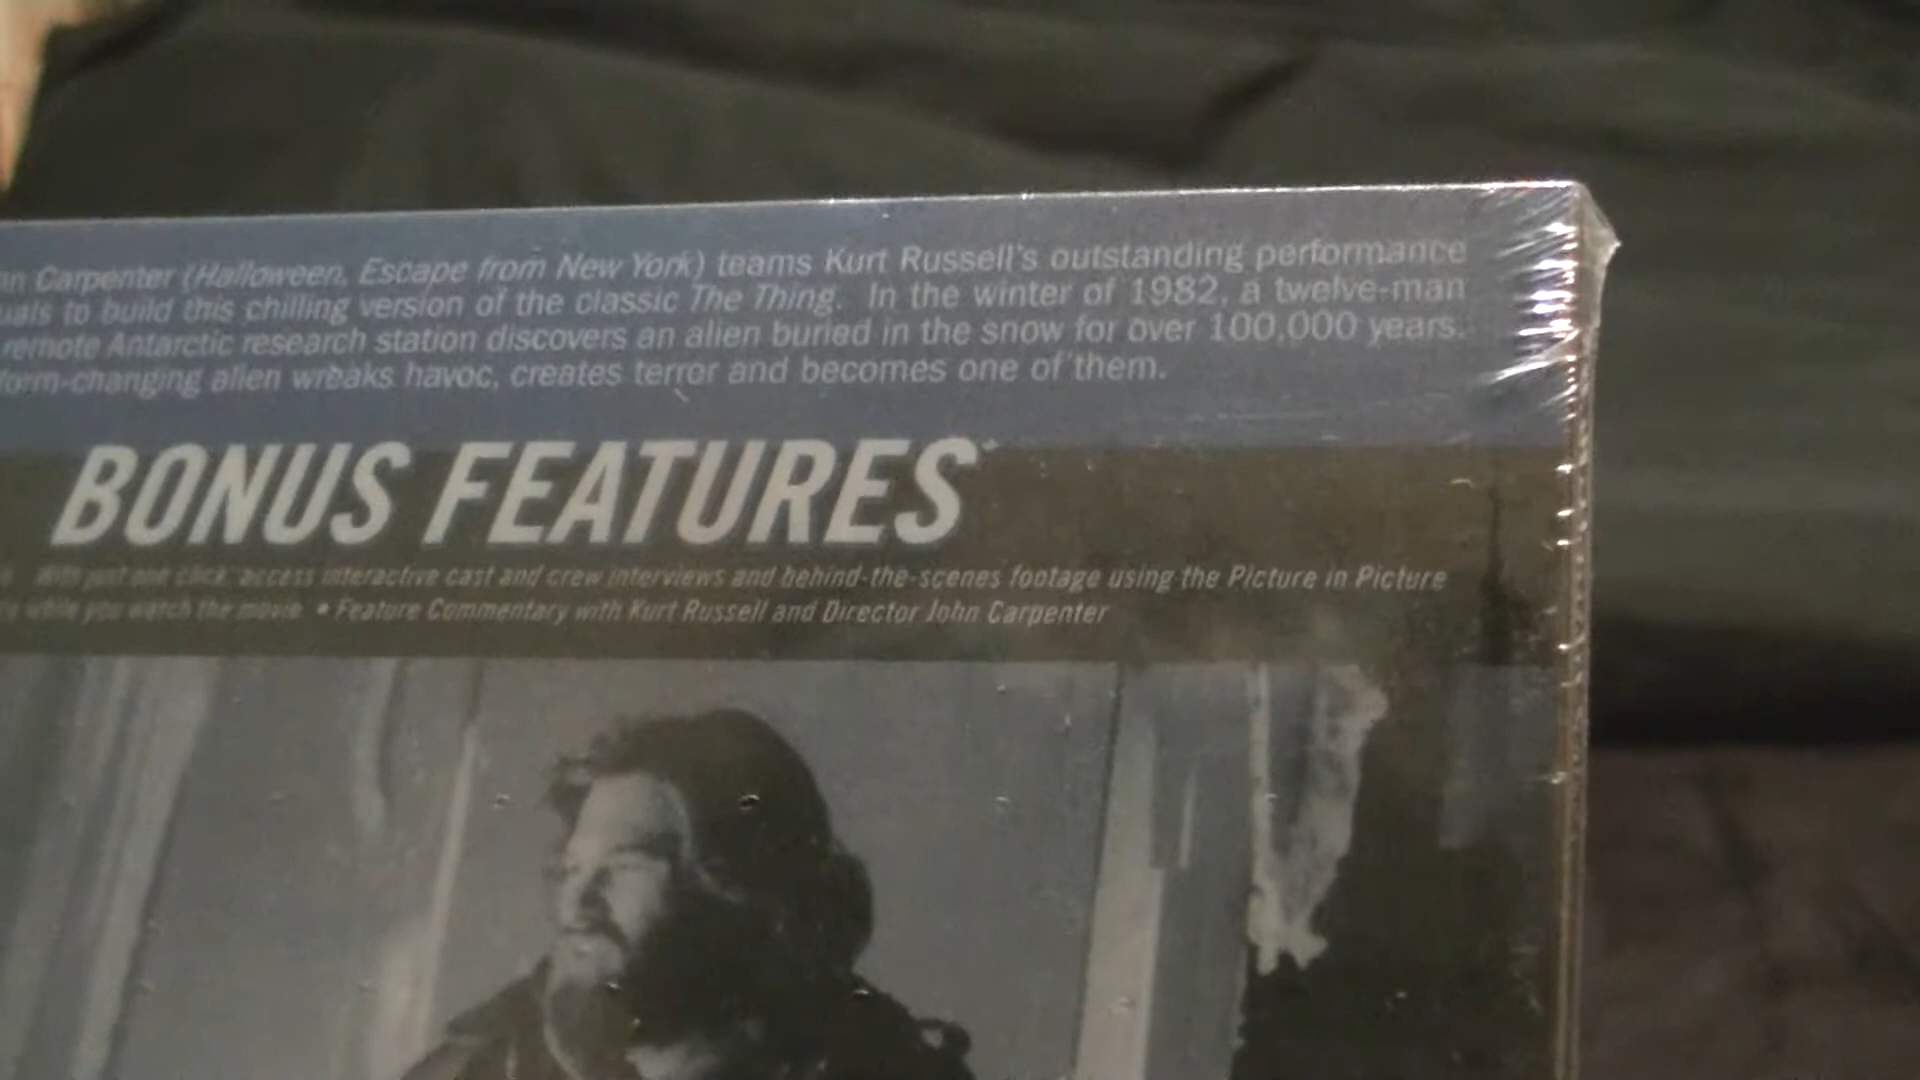 n Carpenter (Halloween, Escape from New York) teams Kurt Russell's outstanding performance
uals to build this chilling version of the classic The Thing. In the winter of 1982, a twelve-man
remote Antarctic research station discovers an alien buried in the snow for over 100,000 years.
form-changing alien wreaks havoc, creates terror and becomes one of them.
BONUS FEATURES*
With just one click, access interactive cast and crew interviews and behind-the-scenes footage using the Picture in Picture
while you watch the movie • Feature Commentary with Kurt Russell and Director John Carpenter